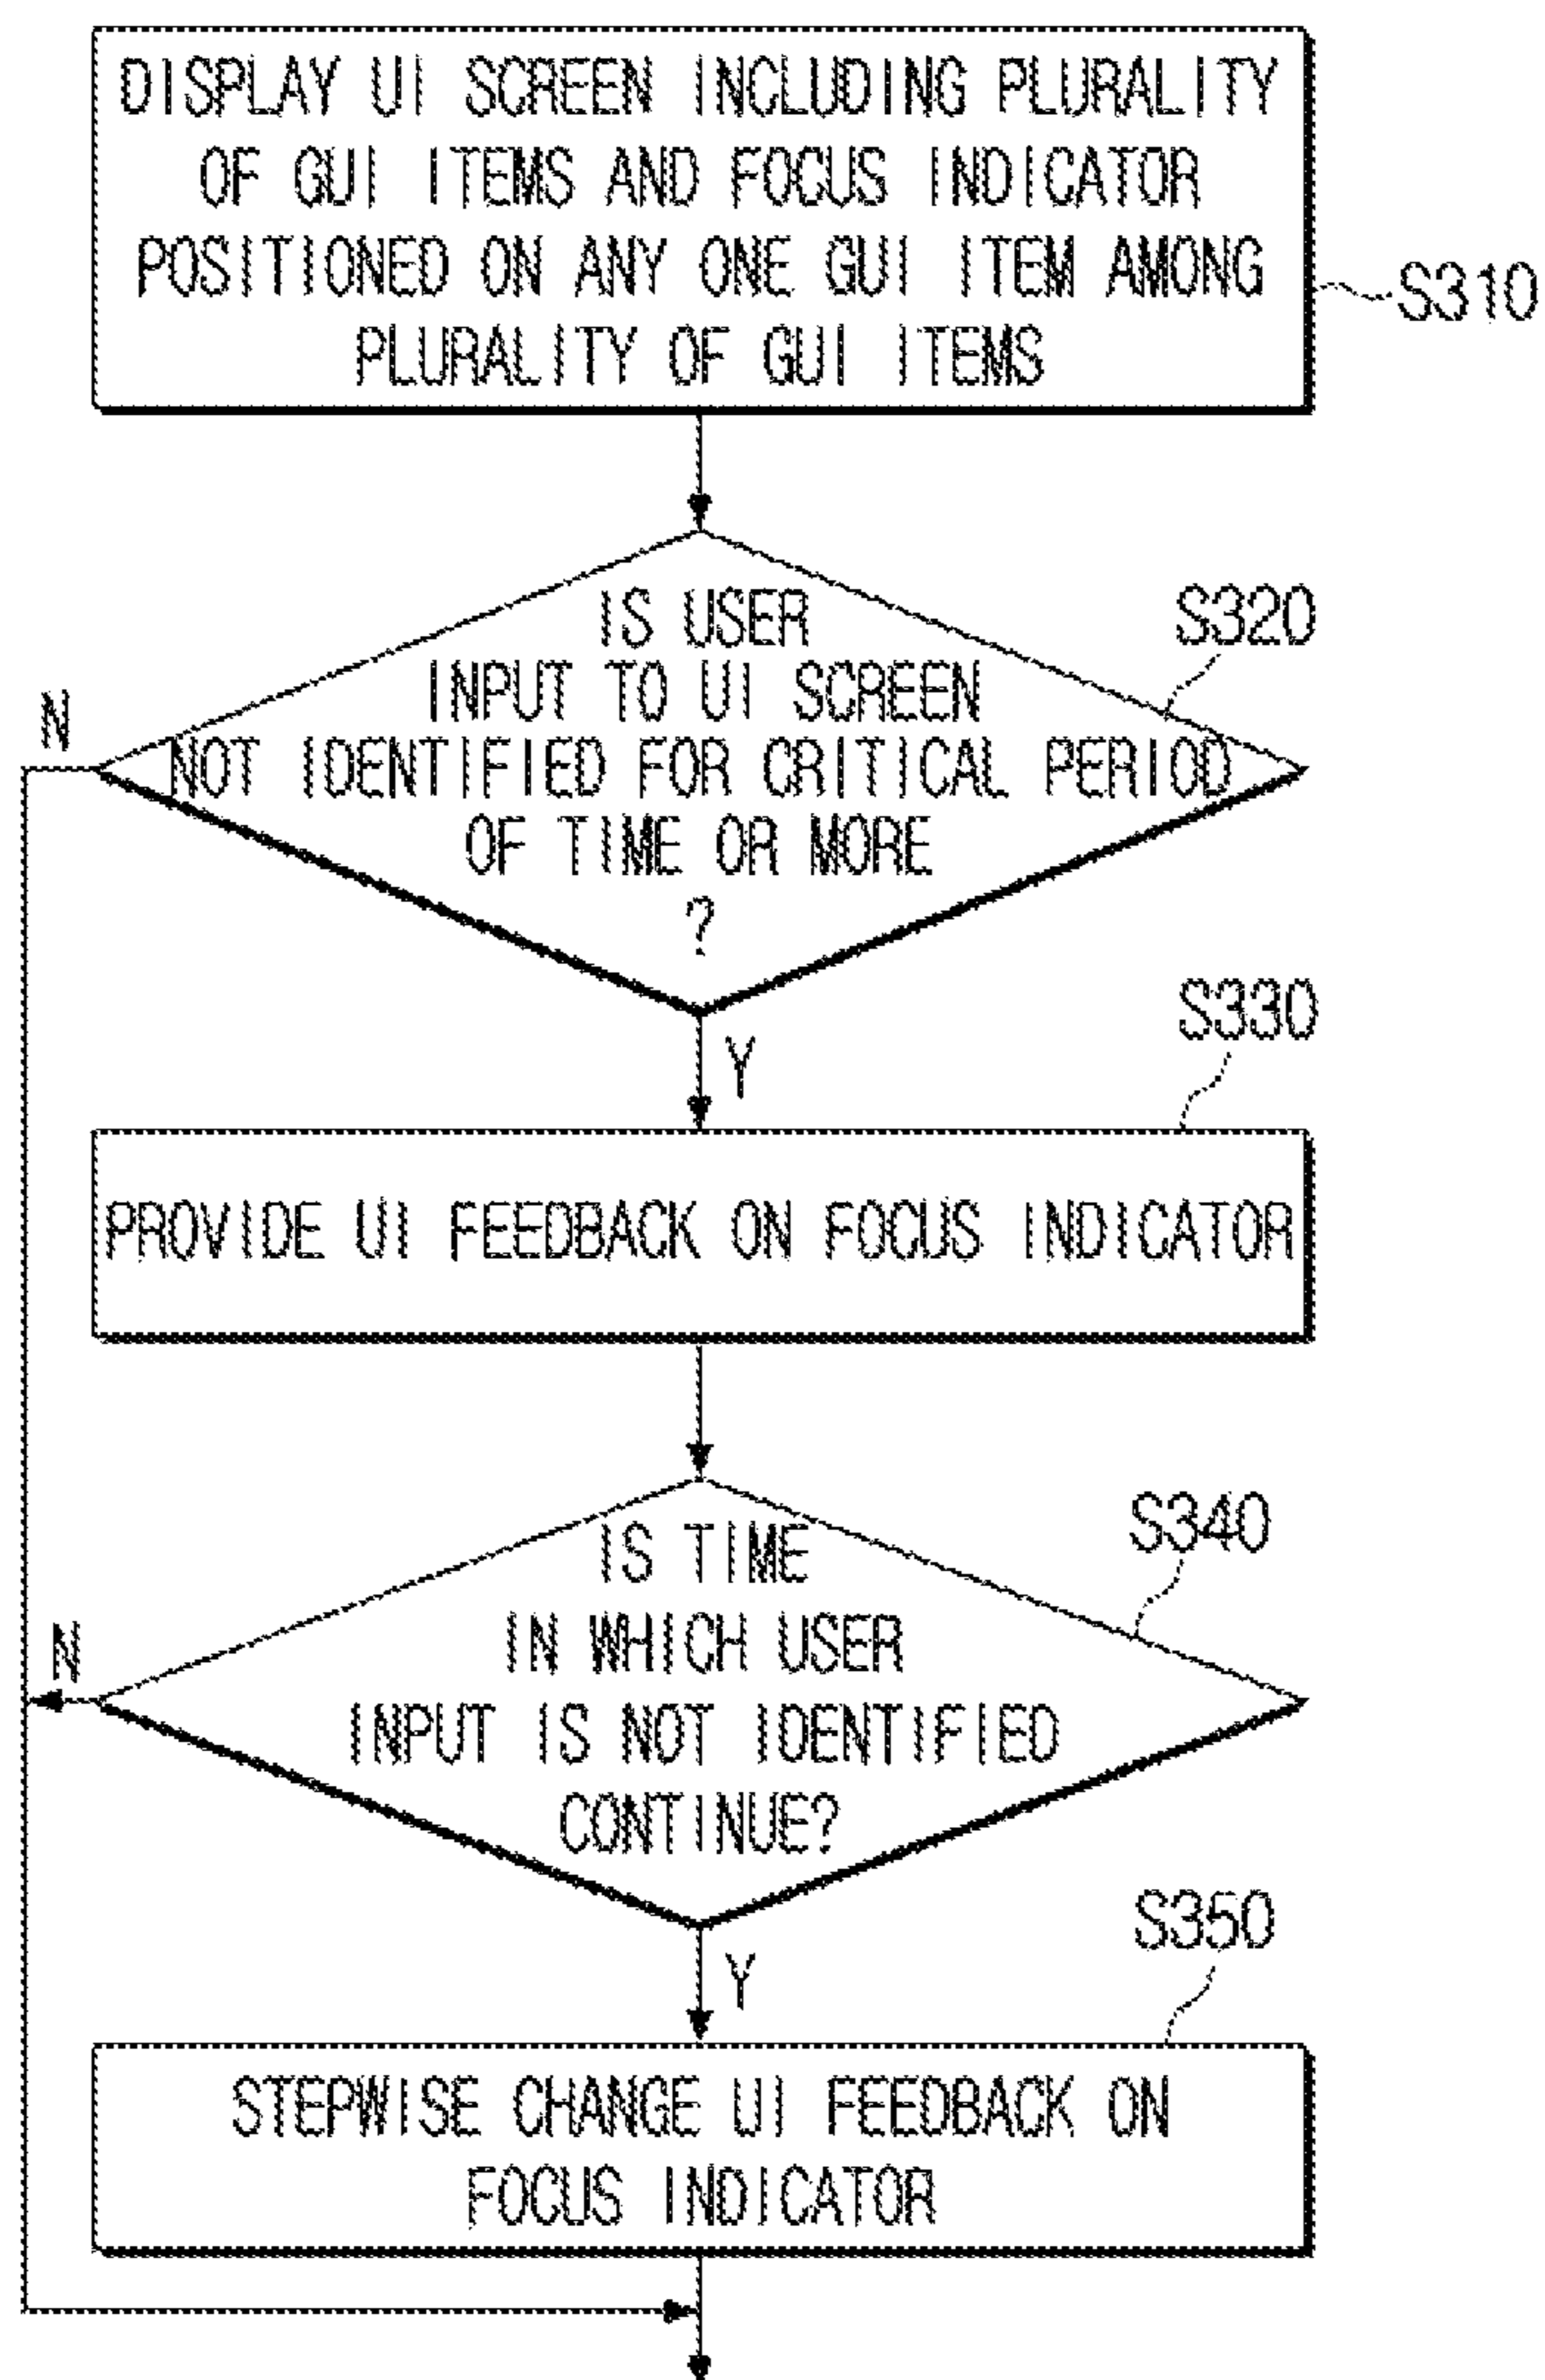 DISPLAY UI SCREEN INCLUDING PLURALITY
OF GUI ITEMS AND FOCUS INDICATOR
POSITIONED ON ANY ONE GUI ITEM AMONG
PLURALITY OF GUI ITEMS
S310
IS USER
INPUT TO UI SCREEN
NOT IDENTIFIED FOR CRITICAL PERIOD
OF TIME OR MORE
?
S320
N
Y
S330
PROVIDE UI FEEDBACK ON FOCUS INDICATOR
S340
IS TIME
IN WHICH USER
INPUT IS NOT IDENTIFIED
CONTINUE?
N
Y
S350
STEPWISE CHANGE UI FEEDBACK ON
FOCUS INDICATOR